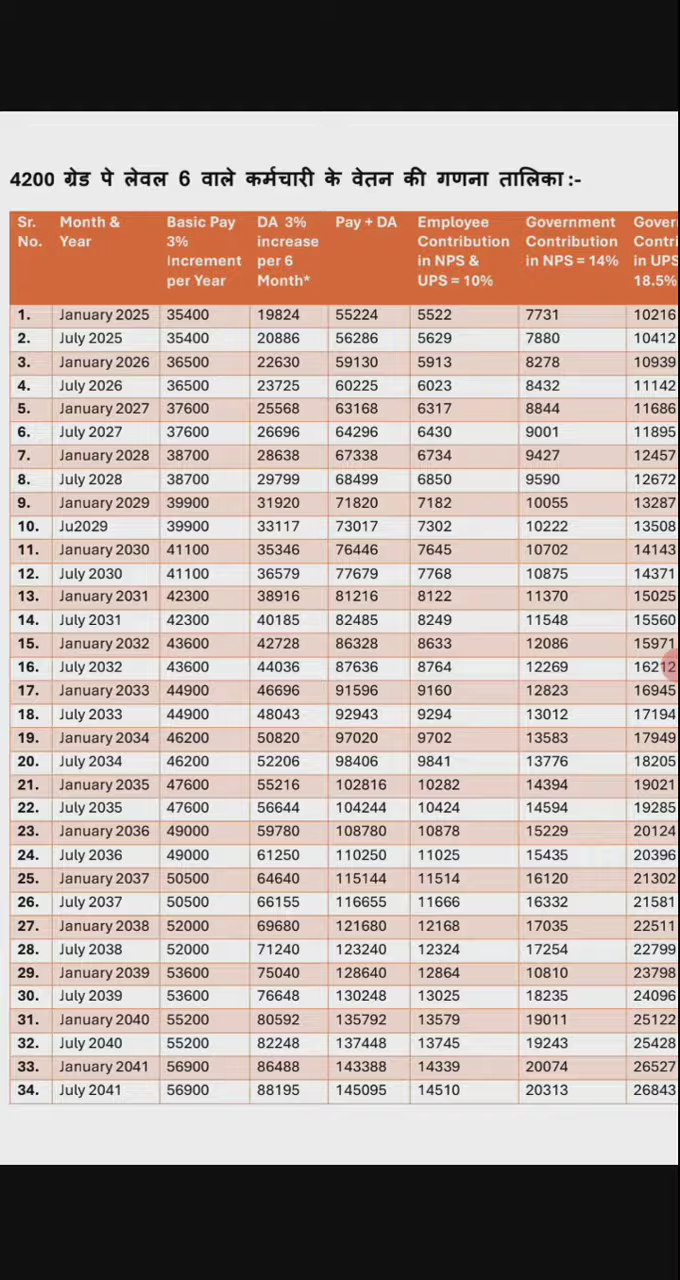 4200 ग्रेड पे लेवल 6 वाले कर्मचारी के वेतन की गणना तालिका :-
Sr. No. Month & Year Basic Pay 3% Increment per Year DA 3% increase per 6 Month* Pay + DA Employee Contribution in NPS & UPS = 10% Government Contribution in NPS = 14% Gover Contri in UPS 18.5%
1. January 2025 35400 19824 55224 5522 7731 10216
2. July 2025 35400 20886 56286 5629 7880 10412
3. January 2026 36500 22630 59130 5913 8278 10939
4. July 2026 36500 23725 60225 6023 8432 11142
5. January 2027 37600 25568 63168 6317 8844 11686
6. July 2027 37600 26696 64296 6430 9001 11895
7. January 2028 38700 28638 67338 6734 9427 12457
8. July 2028 38700 29799 68499 6850 9590 12672
9. January 2029 39900 31920 71820 7182 10055 13287
10. Ju2029 39900 33117 73017 7302 10222 13508
11. January 2030 41100 35346 76446 7645 10702 14143
12. July 2030 41100 36579 77679 7768 10875 14371
13. January 2031 42300 38916 81216 8122 11370 15025
14. July 2031 42300 40185 82485 8249 11548 15560
15. January 2032 43600 42728 86328 8633 12086 15971
16. July 2032 43600 44036 87636 8764 12269 16212
17. January 2033 44900 46696 91596 9160 12823 16945
18. July 2033 44900 48043 92943 9294 13012 17194
19. January 2034 46200 50820 97020 9702 13583 17949
20. July 2034 46200 52206 98406 9841 13776 18205
21. January 2035 47600 55216 102816 10282 14394 19021
22. July 2035 47600 56644 104244 10424 14594 19285
23. January 2036 49000 59780 108780 10878 15229 20124
24. July 2036 49000 61250 110250 11025 15435 20396
25. January 2037 50500 64640 115144 11514 16120 21302
26. July 2037 50500 66155 116655 11666 16332 21581
27. January 2038 52000 69680 121680 12168 17035 22511
28. July 2038 52000 71240 123240 12324 17254 22799
29. January 2039 53600 75040 128640 12864 10810 23798
30. July 2039 53600 76648 130248 13025 18235 24096
31. January 2040 55200 80592 135792 13579 19011 25122
32. July 2040 55200 82248 137448 13745 19243 25428
33. January 2041 56900 86488 143388 14339 20074 26527
34. July 2041 56900 88195 145095 14510 20313 26843